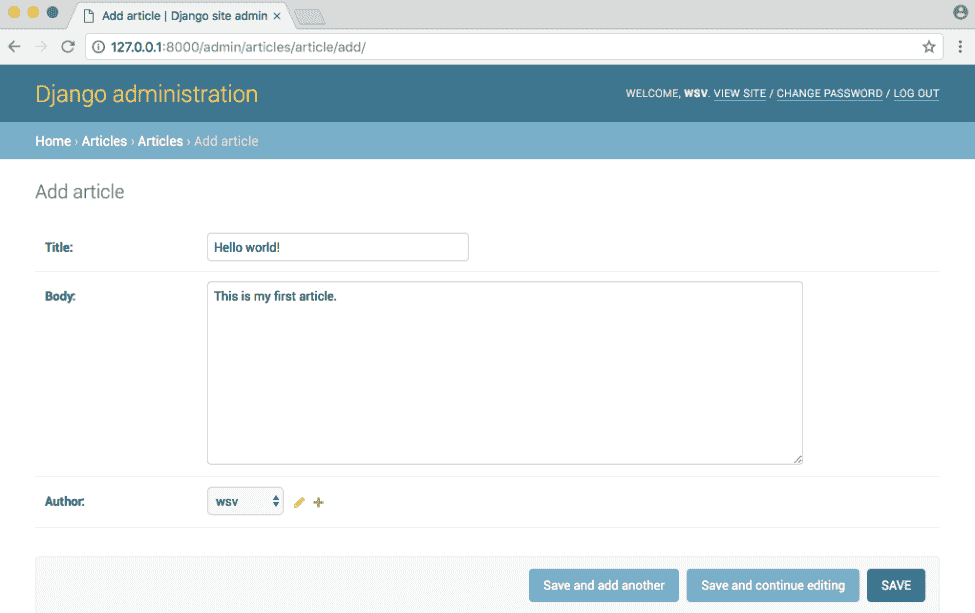 Add article | Django site admin
127.0.0.1:8000/admin/articles/article/add/
Django administration
WELCOME, WSV. VIEW SITE / CHANGE PASSWORD / LOG OUT
Home › Articles › Articles › Add article
Add article
Title:
Hello world!
Body:
This is my first article.
Author:
wsv
Save and add another
Save and continue editing
SAVE